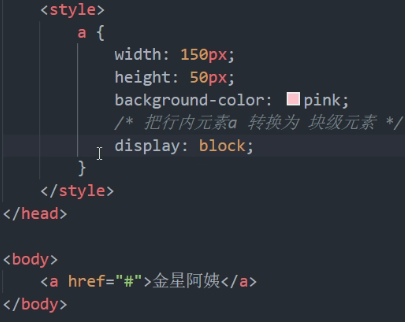 <style>
a {
width: 150px;
height: 50px;
background-color: pink;
/* 把行内元素a 转换为 块级元素 */
display: block;
}
</style>
</head>
<body>
<a href="#">金星阿姨</a>
</body>